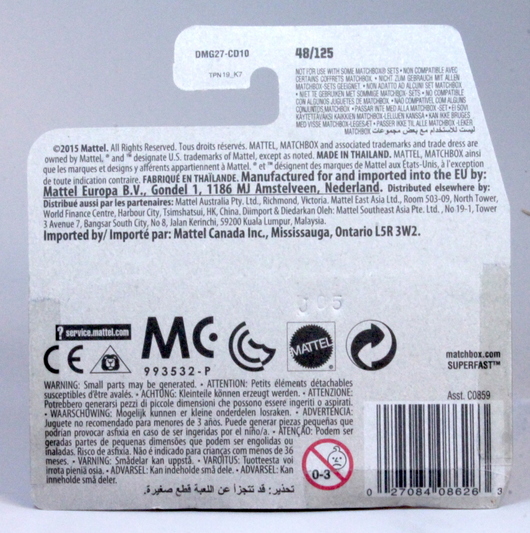 DMG27-CD10
TPN19_K7
48/125
NOT FOR USE WITH SOME MATCHBOX® SETS • NON COMPATIBLE AVEC
CERTAINS COFFRETS MATCHBOX • NICHT ZUM GEBRAUCH MIT ALLEN
MATCHBOX-SETS GEEIGNET. • NON ADATTO AD ALCUNI SET MATCHBOX
• NIET TE GEBRUIKEN MET SOMMIGE MATCHBOX-SETS • NO COMPATIBLE
CON ALGUNOS JUGUETES DE MATCHBOX. • NÃO COMPATÍVEL COM ALGUNS
CONJUNTOS MATCHBOX • PASSAR INTE MED ALLA MATCHBOX-SET • EI SOVI
KÄYTETÄVÄKSI KAIKKIEN MATCHBOX-LELUJEN KANSSA • KAN IKKE BRUGES
MED VISSE MATCHBOX-LEGESÆT • PASSER IKKE TIL ALLE MATCHBOX-LEKER
ليست للاستخدام مع بعض مجموعات MATCHBOX
©2015 Mattel. All Rights Reserved. Tous droits réservés. MATTEL, MATCHBOX and associated trademarks and trade dress are
owned by Mattel, ® and ™ designate U.S. trademarks of Mattel, except as noted. MADE IN THAILAND. MATTEL, MATCHBOX ainsi
que les marques et designs y afférents appartiennent à Mattel. ® et ™ désignent des marques de Mattel aux États-Unis, à l'exception
de toute indication contraire. FABRIQUÉ EN THAÏLANDE. Manufactured for and imported into the EU by:
Mattel Europa B.V., Gondel 1, 1186 MJ Amstelveen, Nederland. Distributed elsewhere by:
Distribué aussi par les partenaires: Mattel Australia Pty. Ltd., Richmond, Victoria. Mattel East Asia Ltd., Room 503-09, North Tower,
World Finance Centre, Harbour City, Tsimshatsui, HK, China. Diimport & Diedarkan Oleh: Mattel Southeast Asia Pte. Ltd., No 19-1, Tower
3 Avenue 7, Bangsar South City, No 8, Jalan Kerinchi, 59200 Kuala Lumpur, Malaysia.
Imported by/ Importé par: Mattel Canada Inc., Mississauga, Ontario L5R 3W2.
J05
? service.mattel.com
CE
MC
993532-P
MATTEL
matchbox.com
SUPERFAST™
Asst. C0859
WARNING: Small parts may be generated. • ATTENTION: Petits éléments détachables
susceptibles d'être avalés. • ACHTUNG: Kleinteile können erzeugt werden. • ATTENZIONE:
Potrebbero generarsi pezzi di piccole dimensioni che possono essere ingeriti o aspirati.
• WAARSCHUWING: Mogelijk kunnen er kleine onderdelen losraken. • ADVERTENCIA:
Juguete no recomendado para menores de 3 años. Puede generar piezas pequeñas que
podrían provocar asfixia en caso de ser ingeridas por el niño/a. • ATENÇÃO: Podem ser
geradas partes de pequenas dimensões que podem ser engolidas ou
inaladas. Risco de asfixia. Não é indicado para crianças com menos de 36
meses. • VARNING: Smådelar kan uppstå. • VAROITUS: Tuotteesta voi
irrota pieniä osia. • ADVARSEL: Kan indeholde små dele. • ADVARSEL: Kan
inneholde små deler.
تحذير: قد تتجزأ عن اللعبة قطع صغيرة.
0-3
0 27084 08626 3